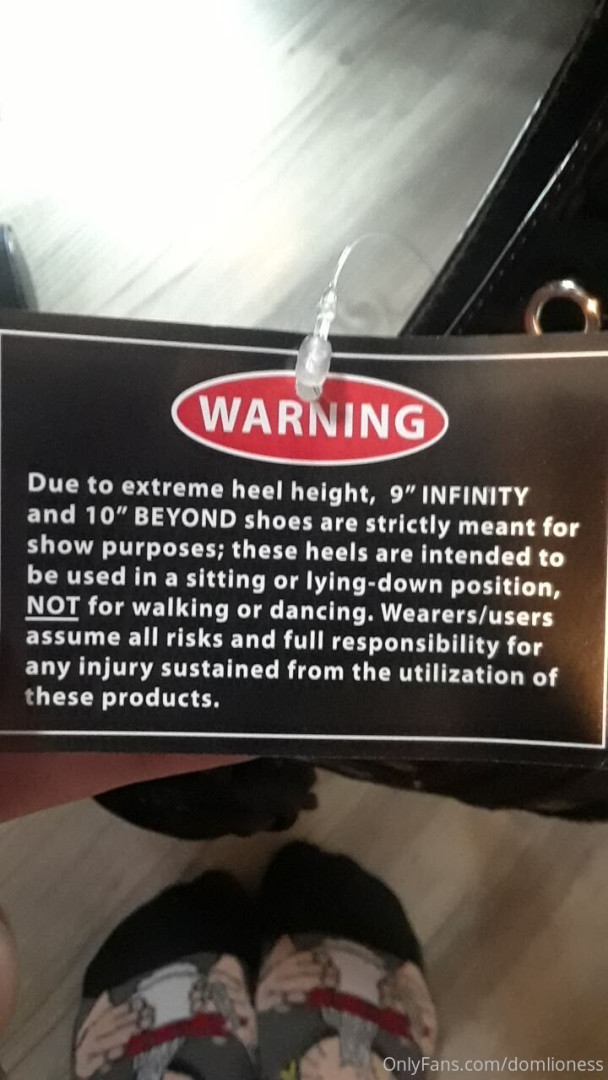 WARNING
Due to extreme heel height, 9” INFINITY
and 10” BEYOND shoes are strictly meant for
show purposes; these heels are intended to
be used in a sitting or lying-down position,
NOT for walking or dancing. Wearers/users
assume all risks and full responsibility for
any injury sustained from the utilization of
these products.
OnlyFans.com/domlioness